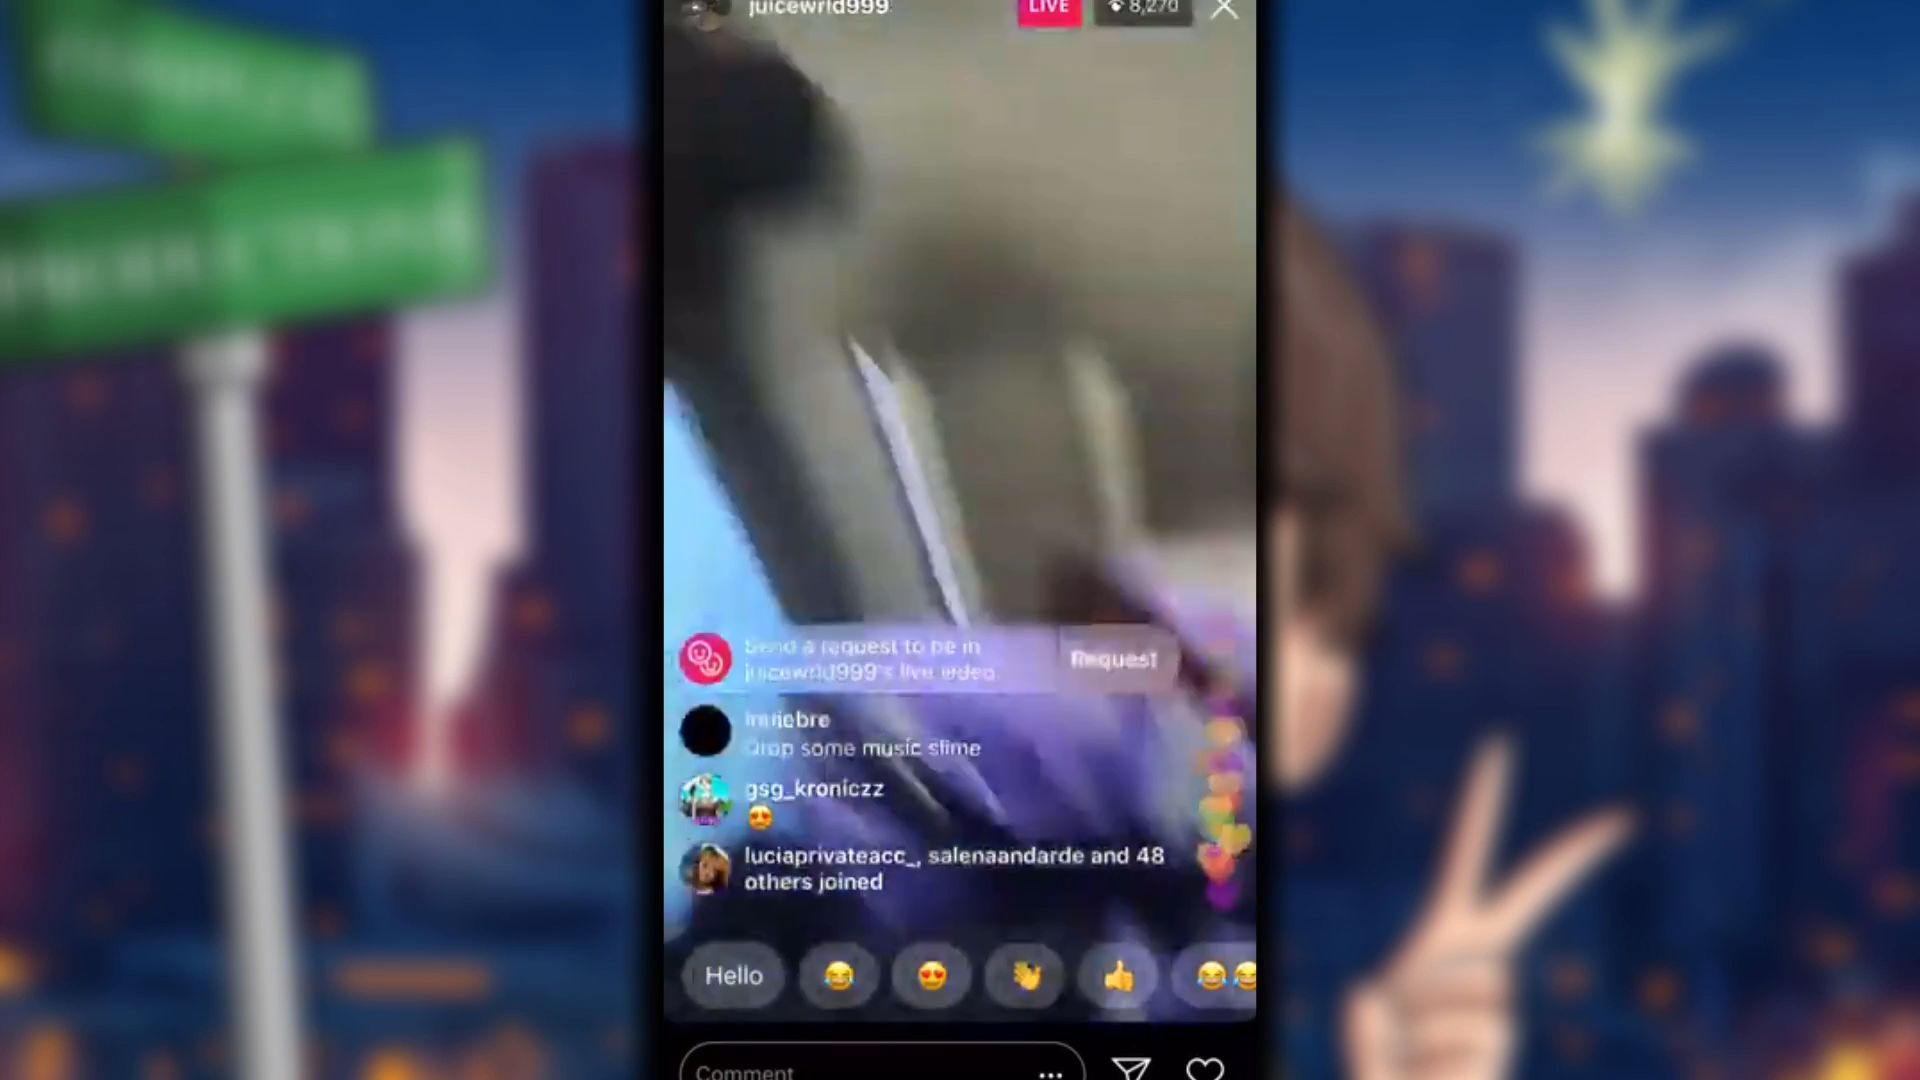 juicewrld999
LIVE
8,270
Send a request to be in
juicewrld999's live video.
Request
Drop some music slime
gsg_kroniczz
luciaprivateacc_, salenaandarde and 48
others joined
Hello
Comment